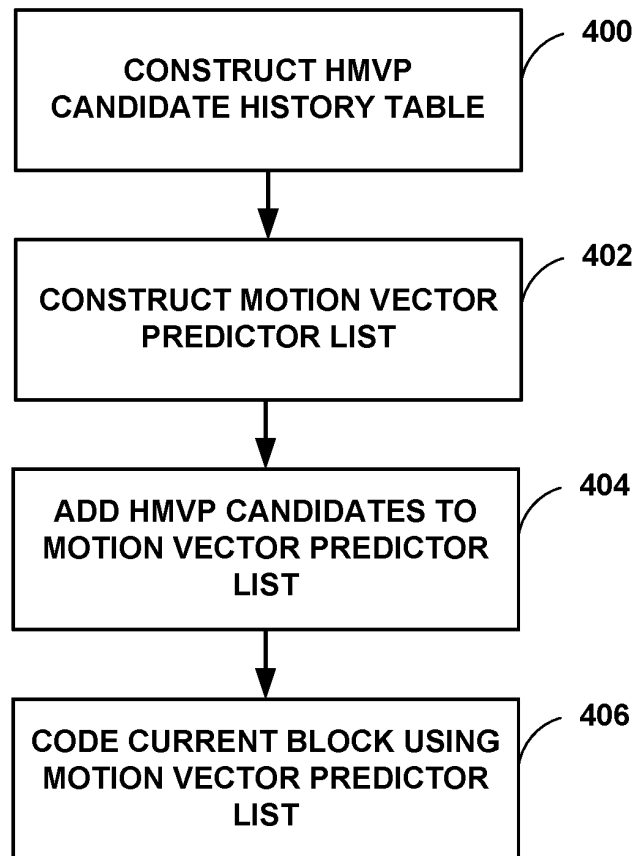 CONSTRUCT HMVP
CANDIDATE HISTORY TABLE
400
CONSTRUCT MOTION VECTOR
PREDICTOR LIST
402
ADD HMVP CANDIDATES TO
MOTION VECTOR PREDICTOR
LIST
404
CODE CURRENT BLOCK USING
MOTION VECTOR PREDICTOR
LIST
406